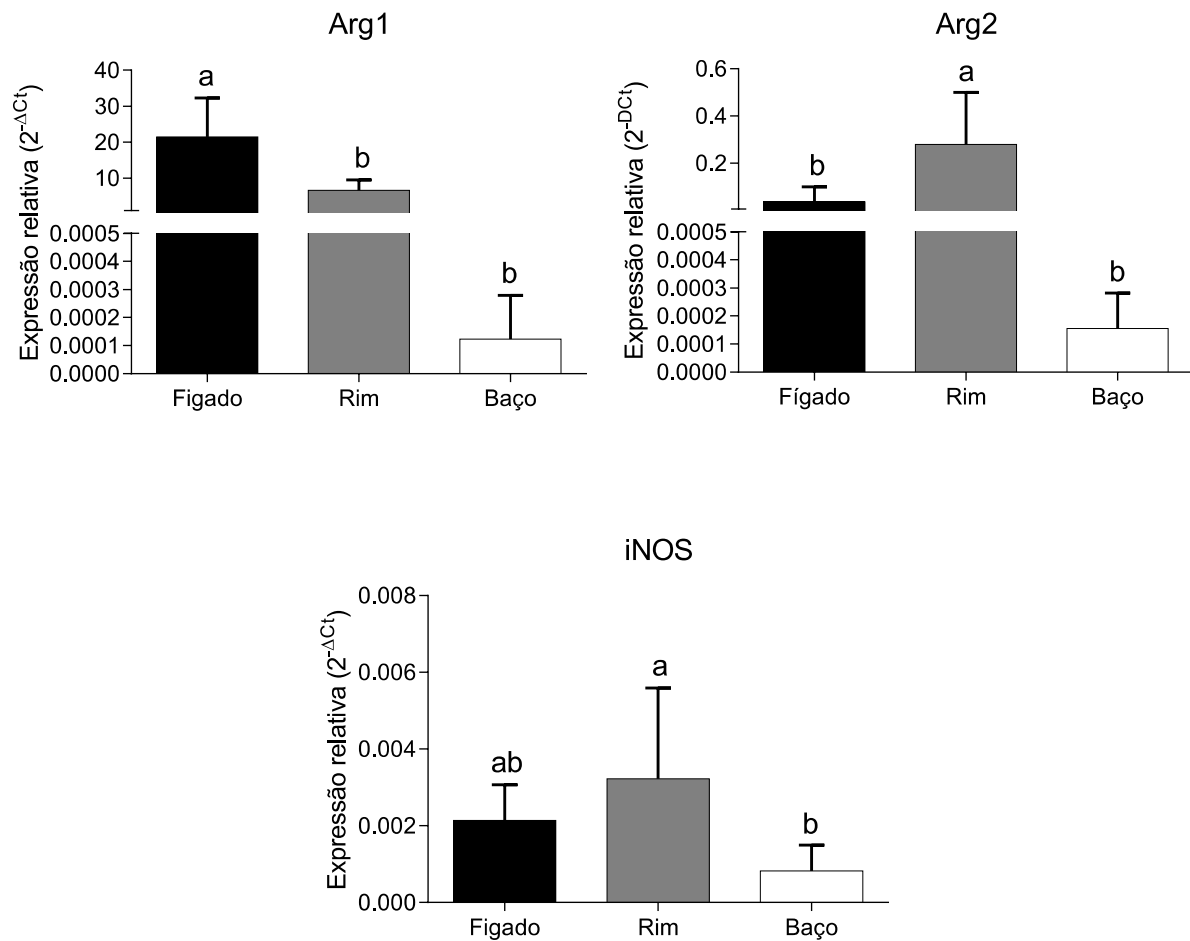 Arg1
Expressão relativa (2^-ΔCt)
40
30
20
10
0.0005
0.0004
0.0003
0.0002
0.0001
0.0000
a
b
b
Figado Rim Baço
Arg2
Expressão relativa (2^-DCt)
0.6
0.4
0.2
0.0005
0.0004
0.0003
0.0002
0.0001
0.0000
b
a
b
Fígado Rim Baço
iNOS
Expressão relativa (2^-ΔCt)
0.008
0.006
0.004
0.002
0.000
ab
a
b
Figado Rim Baço